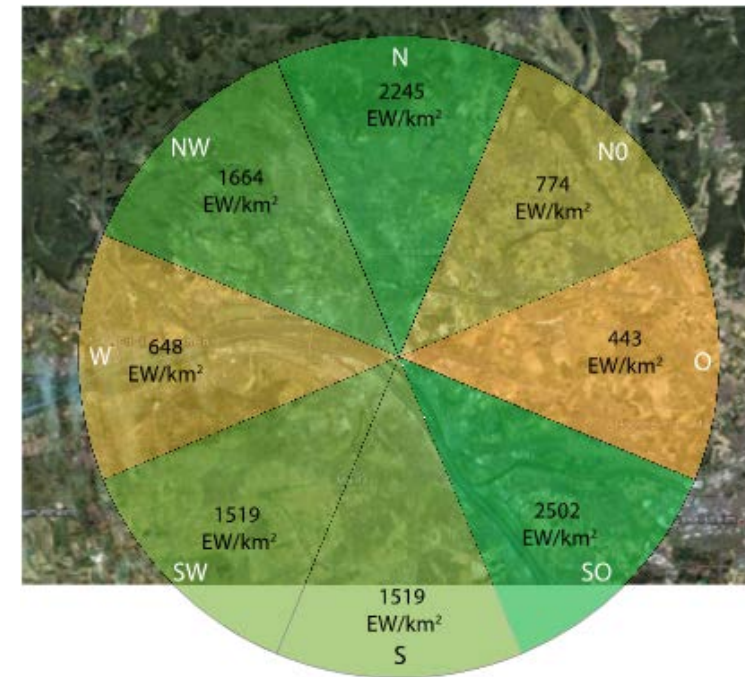 N
2245
EW/km²
N0
774
EW/km²
NW
1664
EW/km²
W
648
EW/km²
443
EW/km²
O
1519
EW/km²
SW
2502
EW/km²
SO
1519
EW/km²
S